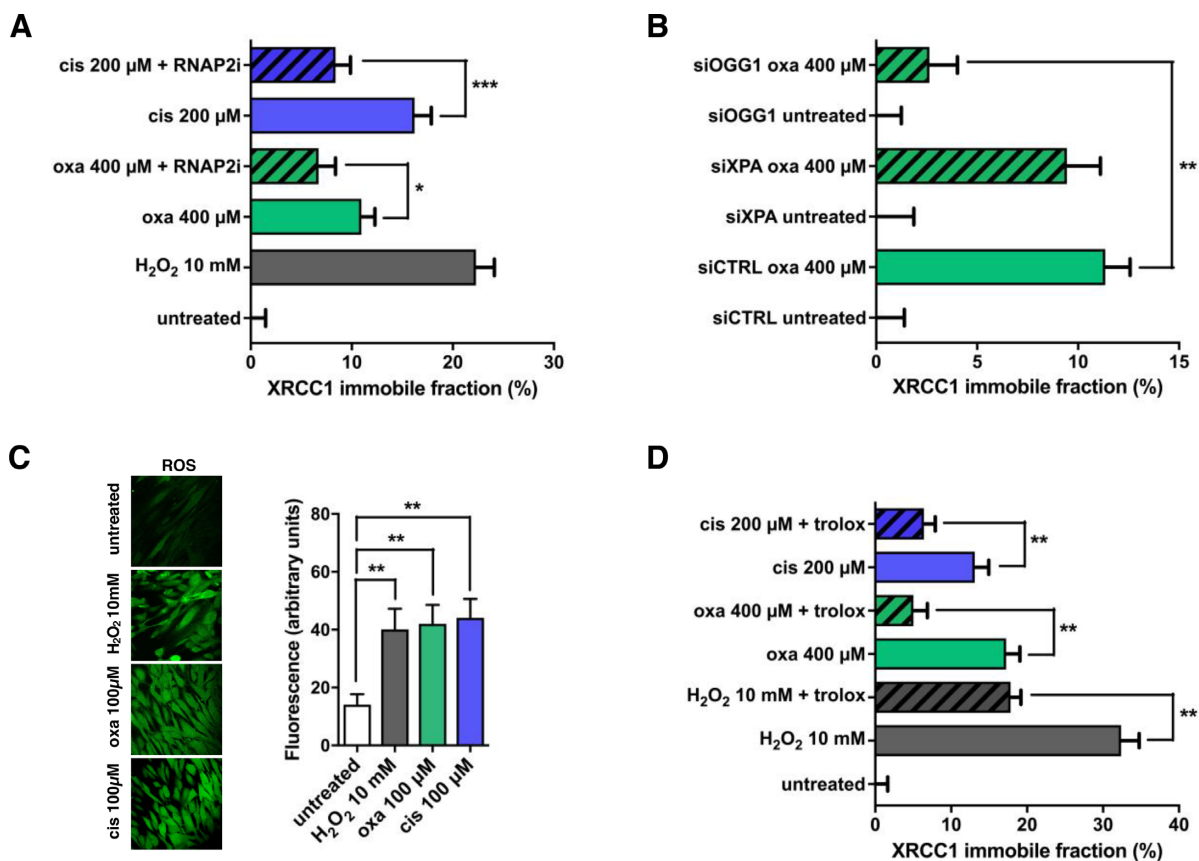 A
cis 200 µM + RNAP2i
cis 200 µM
oxa 400 µM + RNAP2i
oxa 400 µM
H₂O₂ 10 mM
untreated
***
*
0 10 20 30
XRCC1 immobile fraction (%)
B
siOGG1 oxa 400 µM
siOGG1 untreated
siXPA oxa 400 µM
siXPA untreated
siCTRL oxa 400 µM
siCTRL untreated
**
0 5 10 15
XRCC1 immobile fraction (%)
C
ROS
untreated
H₂O₂ 10mM
oxa 100µM
cis 100µM
Fluorescence (arbitrary units)
80
60
40
20
0
**
**
**
untreated
H₂O₂ 10 mM
oxa 100 µM
cis 100 µM
D
cis 200 µM + trolox
cis 200 µM
oxa 400 µM + trolox
oxa 400 µM
H₂O₂ 10 mM + trolox
H₂O₂ 10 mM
untreated
**
**
**
0 10 20 30 40
XRCC1 immobile fraction (%)